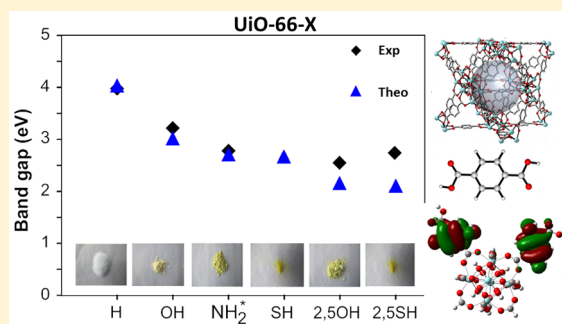 UiO-66-X
5
4
3
2
1
0
Band gap (eV)
Exp
Theo
H OH NH₂* SH 2,5OH 2,5SH